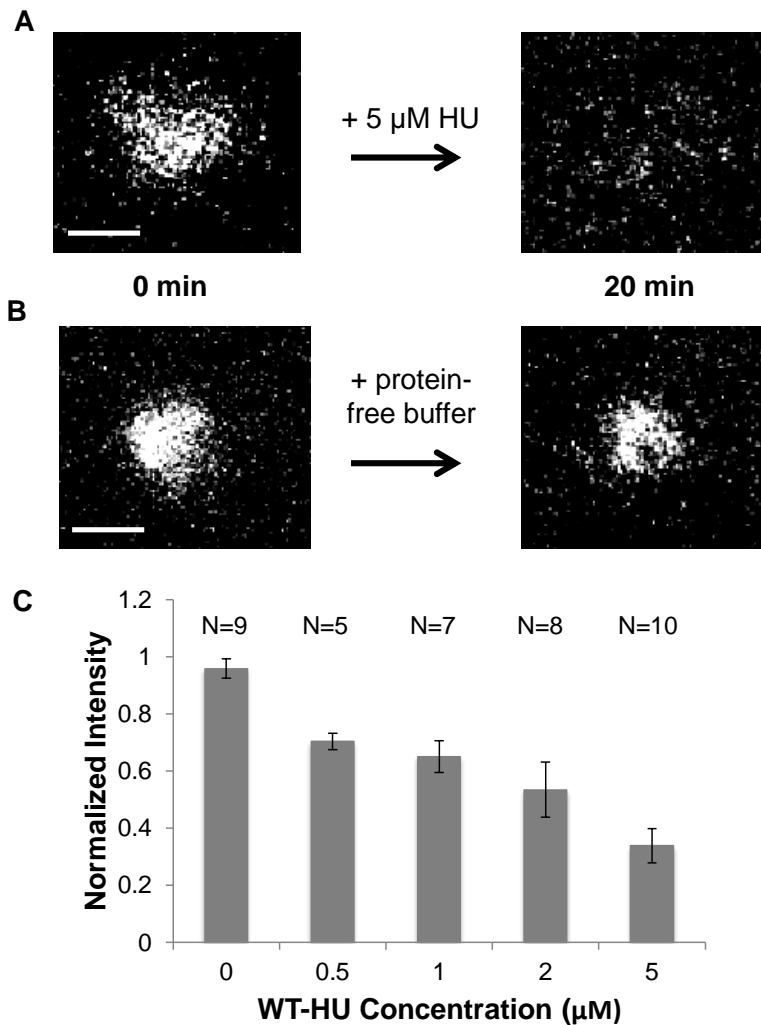 A
+ 5 µM HU
0 min
20 min
B
+ protein-
free buffer
C
Normalized Intensity
1.2
1
0.8
0.6
0.4
0.2
0
N=9
N=5
N=7
N=8
N=10
0
0.5
1
2
5
WT-HU Concentration (µM)